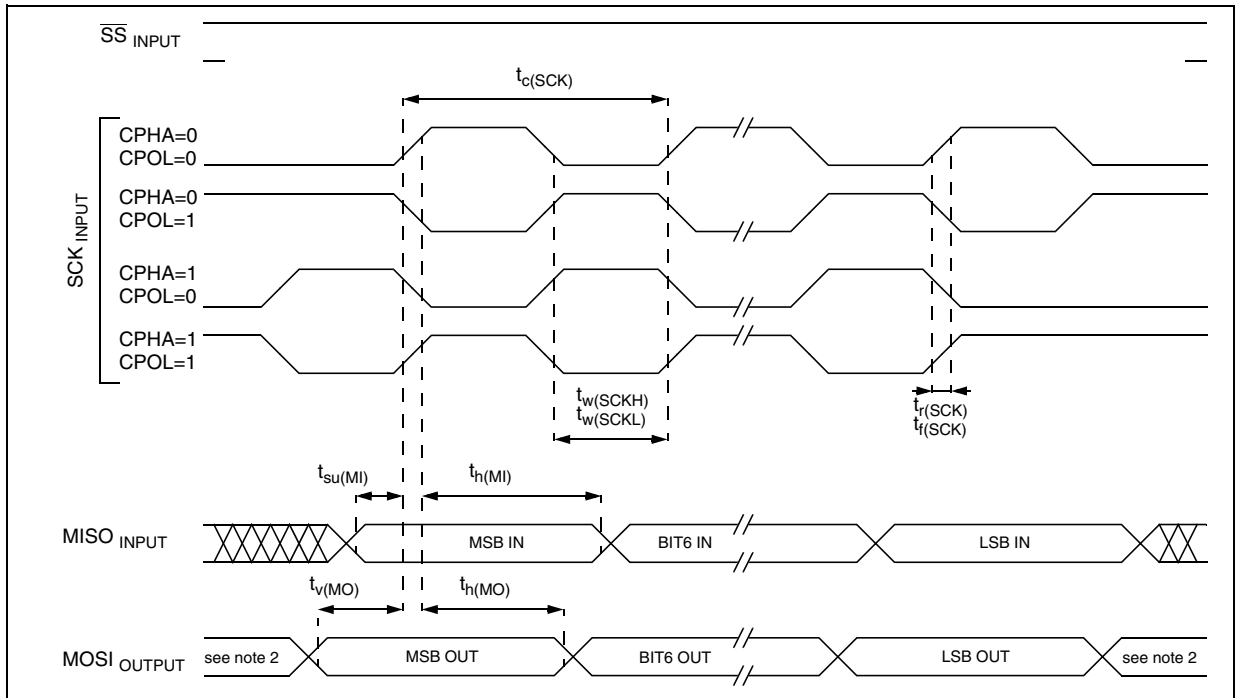 SS INPUT
tc(SCK)
SCK INPUT
CPHA=0
CPOL=0
CPHA=0
CPOL=1
CPHA=1
CPOL=0
CPHA=1
CPOL=1
tw(SCKH)
tw(SCKL)
tr(SCK)
tf(SCK)
tsu(MI)
th(MI)
MISO INPUT
MSB IN
BIT6 IN
LSB IN
tv(MO)
th(MO)
MOSI OUTPUT
see note 2
MSB OUT
BIT6 OUT
LSB OUT
see note 2